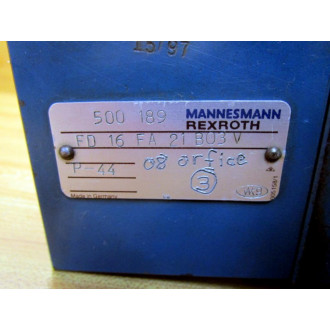 13/97
500 189
MANNESMANN
REXROTH
FD 16 FA 21 B03 V
P-44
08 orfice
3
Made in Germany